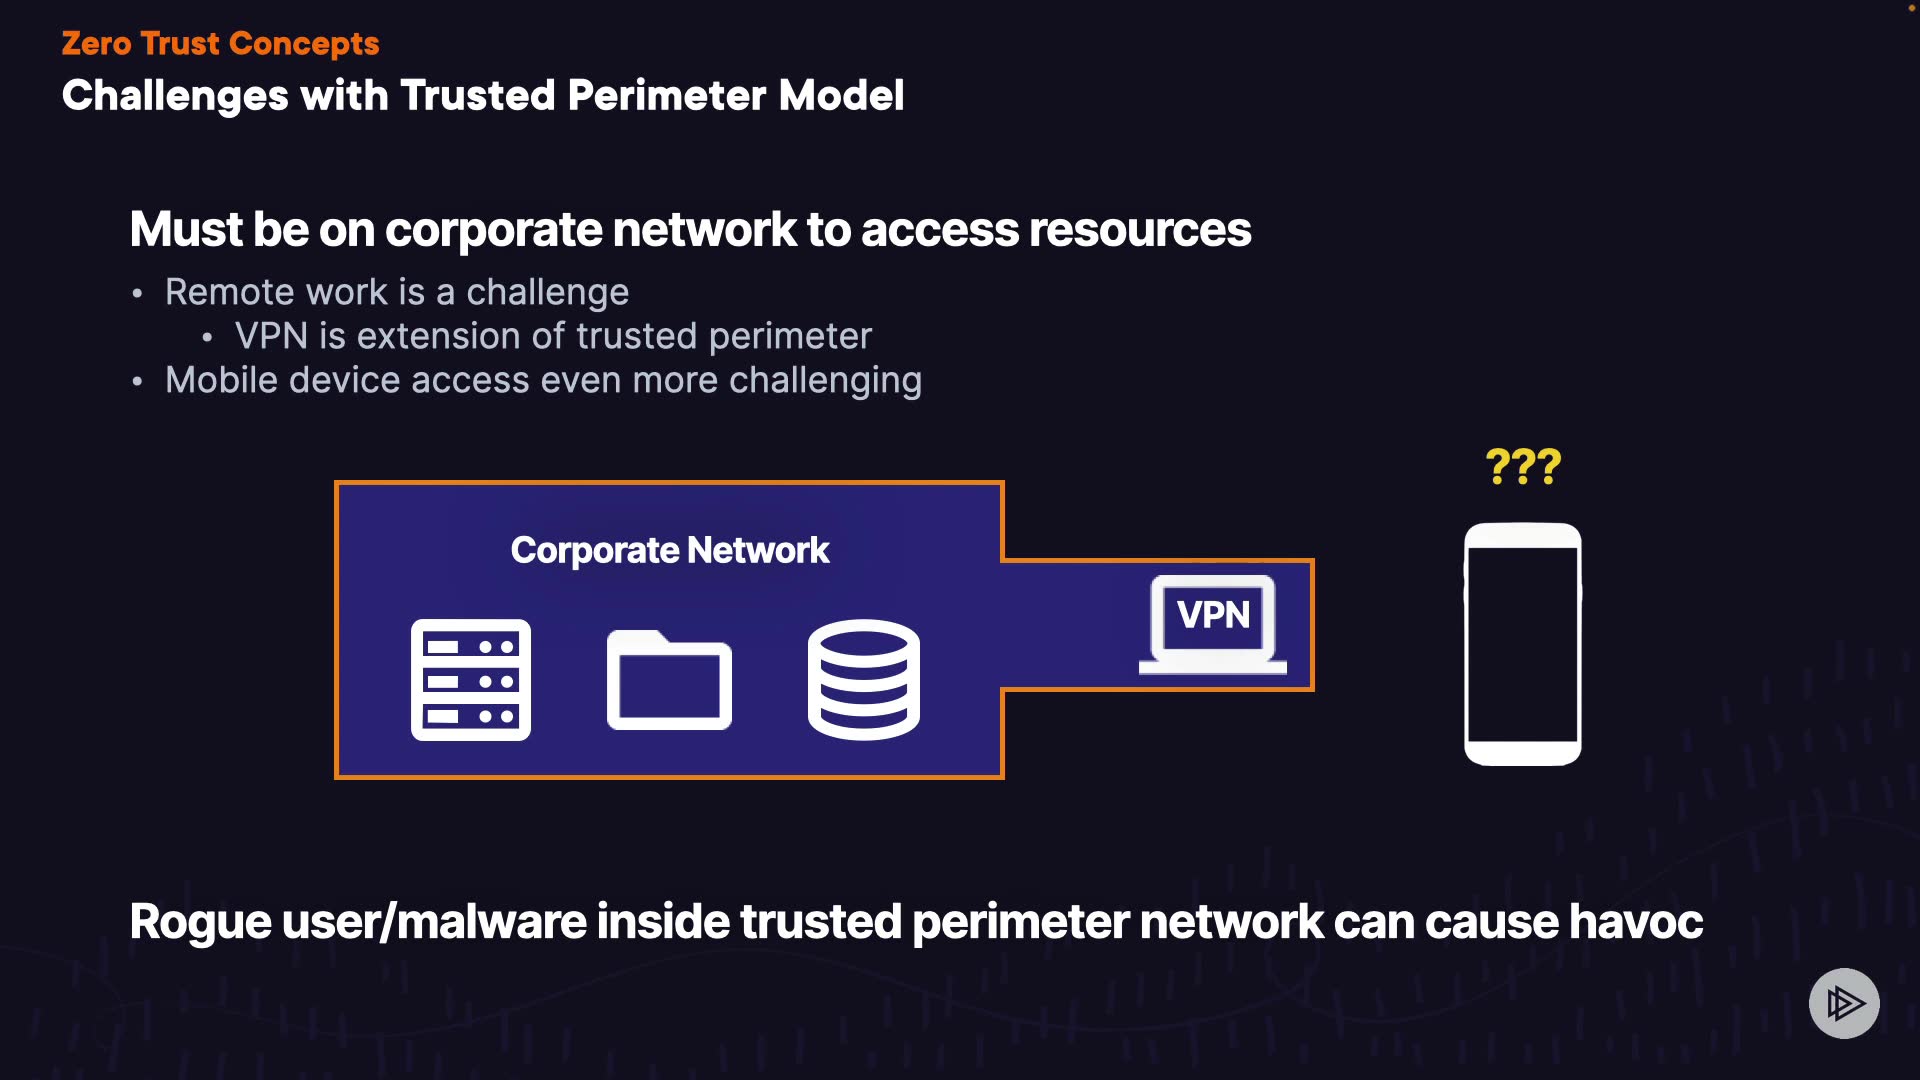 Zero Trust Concepts
Challenges with Trusted Perimeter Model
Must be on corporate network to access resources
• Remote work is a challenge
• VPN is extension of trusted perimeter
• Mobile device access even more challenging
???
Corporate Network
VPN
Rogue user/malware inside trusted perimeter network can cause havoc